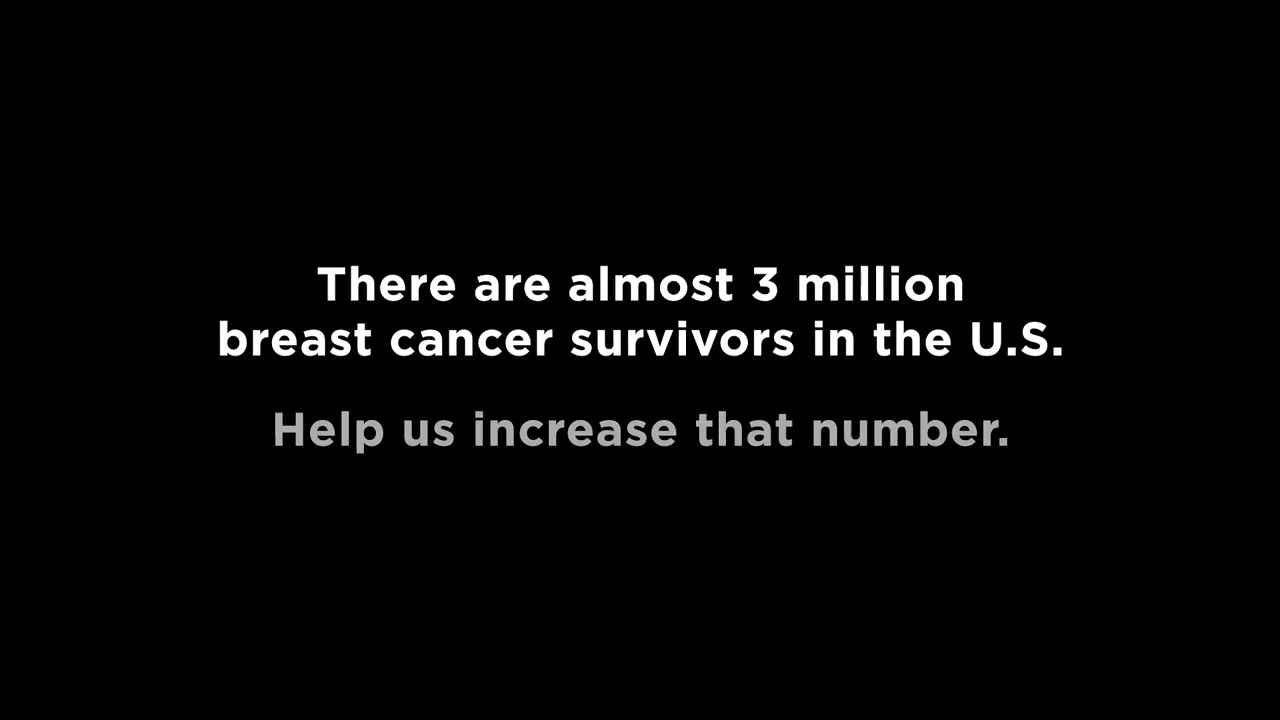 There are almost 3 million
breast cancer survivors in the U.S.
Help us increase that number.